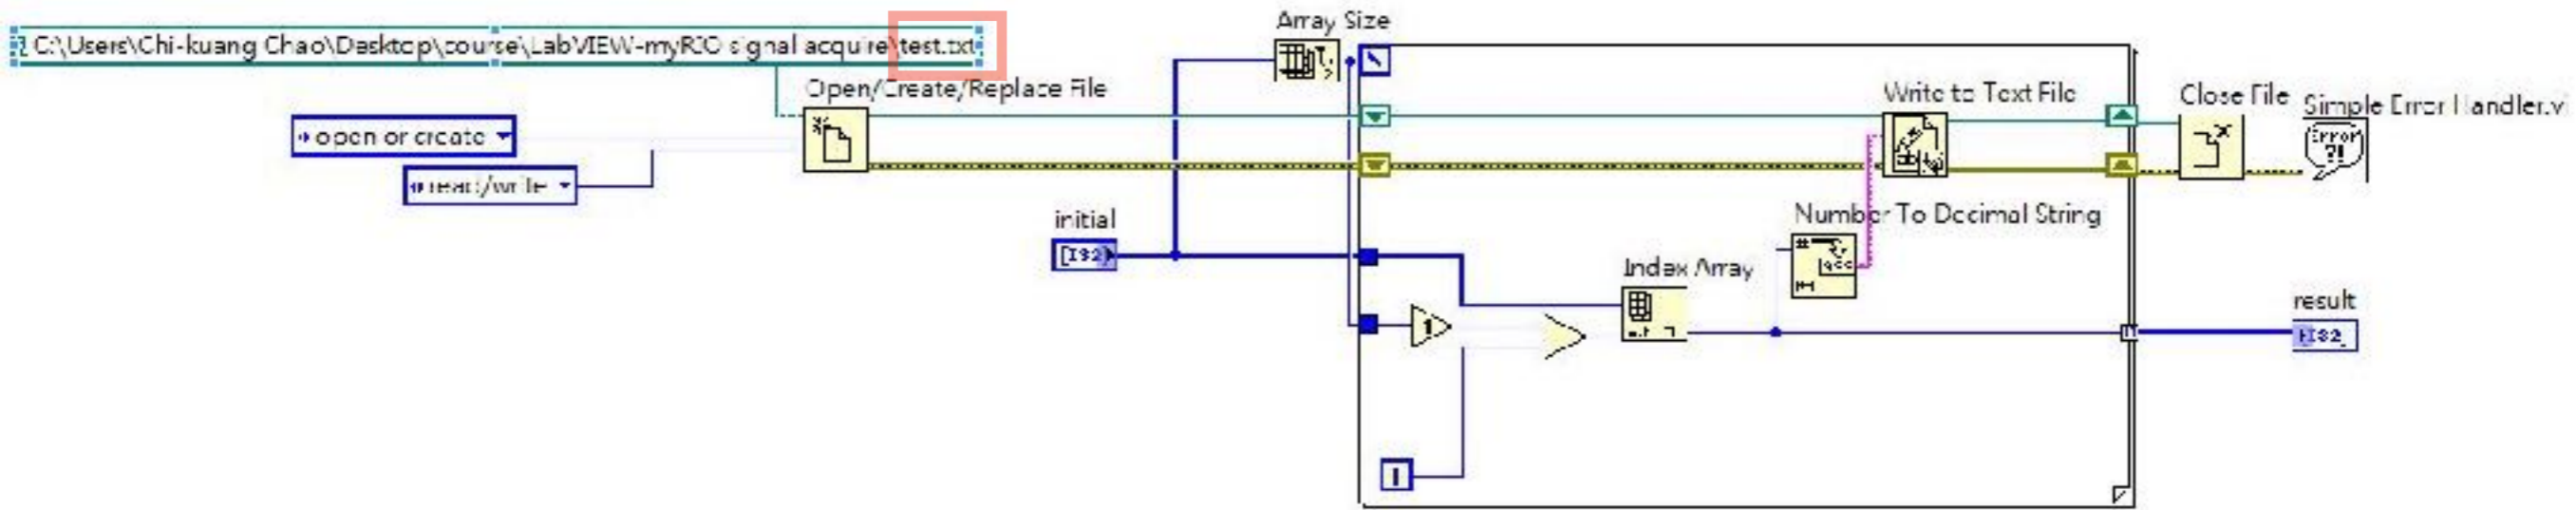 C:\Users\Chi-kuang Chao\Desktop\course\LabVIEW-myRIO signal acquire\test.txt
Array Size
Open/Create/Replace File
Write to Text File
Close File
Simple Error Handler.vi
open or create
Error
?!
read/write
initial
Number To Decimal String
[I32]
Index Array
result
1
I32
i